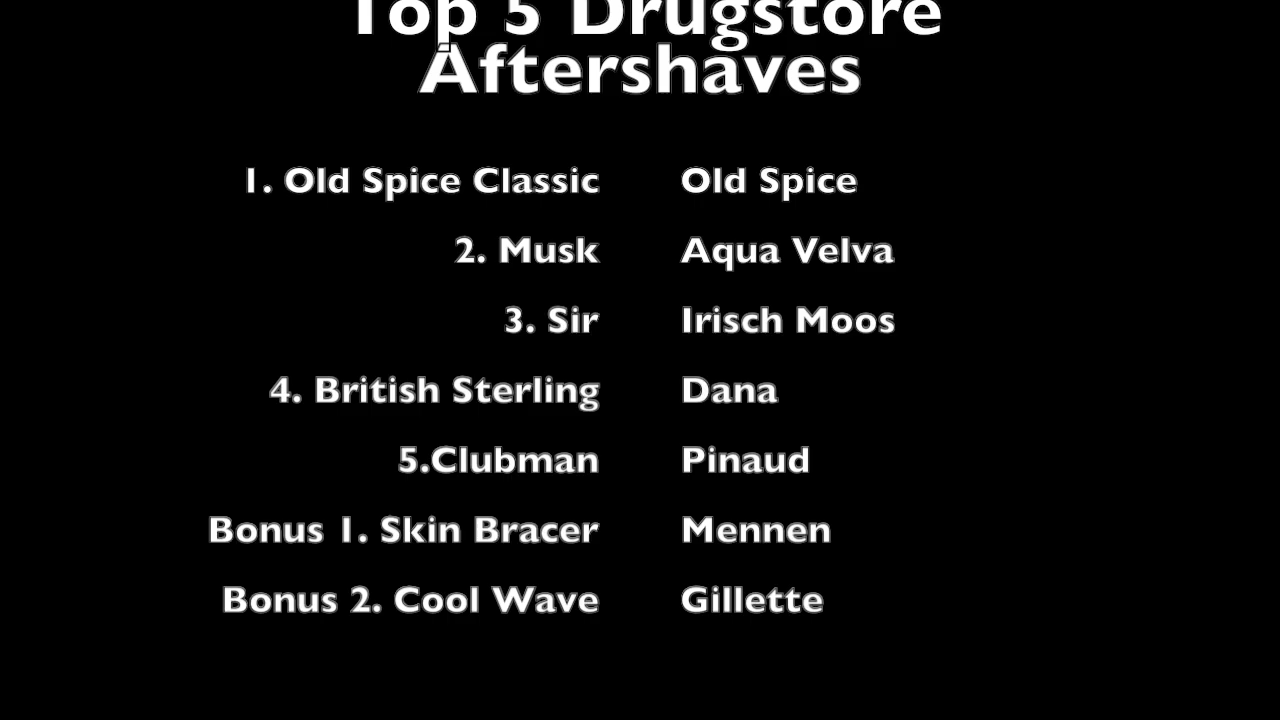 Top 5 Drugstore
Aftershaves
1. Old Spice Classic Old Spice
2. Musk Aqua Velva
3. Sir Irisch Moos
4. British Sterling Dana
5.Clubman Pinaud
Bonus 1. Skin Bracer Mennen
Bonus 2. Cool Wave Gillette